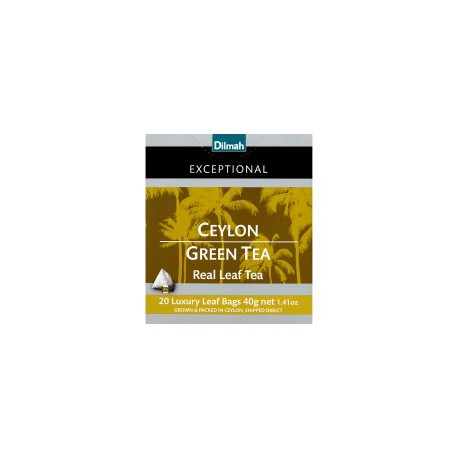 Dilmah
EXCEPTIONAL
CEYLON
GREEN TEA
Real Leaf Tea
20 Luxury Leaf Bags 40g net 1.41oz
GROWN & PACKED IN CEYLON, SHIPPED DIRECT